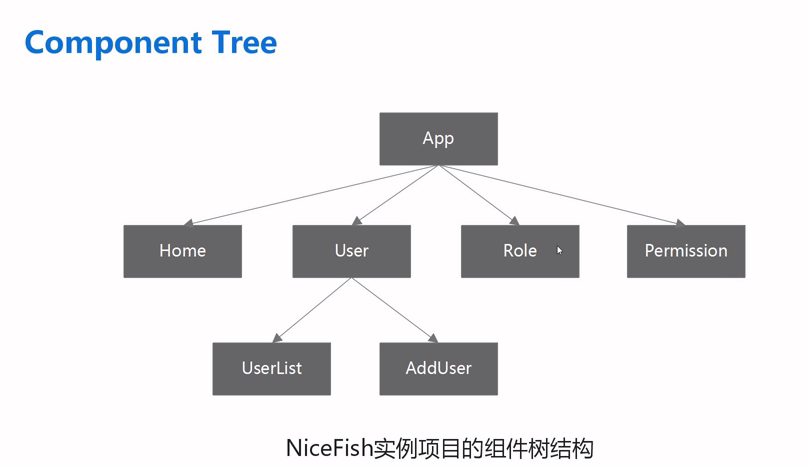 Component Tree
App
Home
User
Role
Permission
UserList
AddUser
NiceFish实例项目的组件树结构